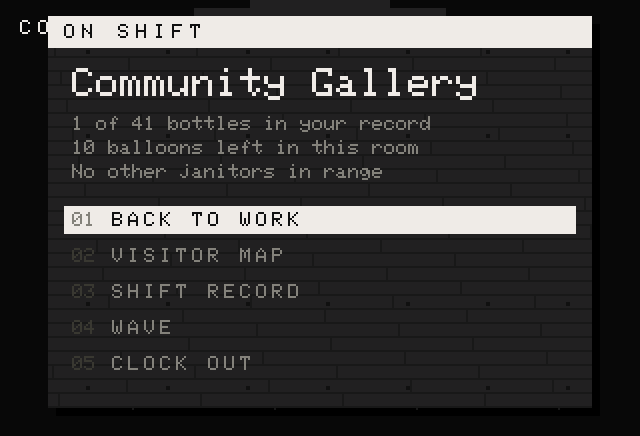 CO
ON SHIFT
Community Gallery
1 of 41 bottles in your record
10 balloons left in this room
No other janitors in range
01 BACK TO WORK
02 VISITOR MAP
03 SHIFT RECORD
04 WAVE
05 CLOCK OUT